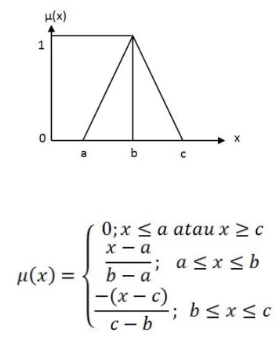 μ(x)
1
0
x
a b c
μ(x) = { 0; x ≤ a atau x ≥ c
(x − a)/(b − a); a ≤ x ≤ b
−(x − c)/(c − b); b ≤ x ≤ c